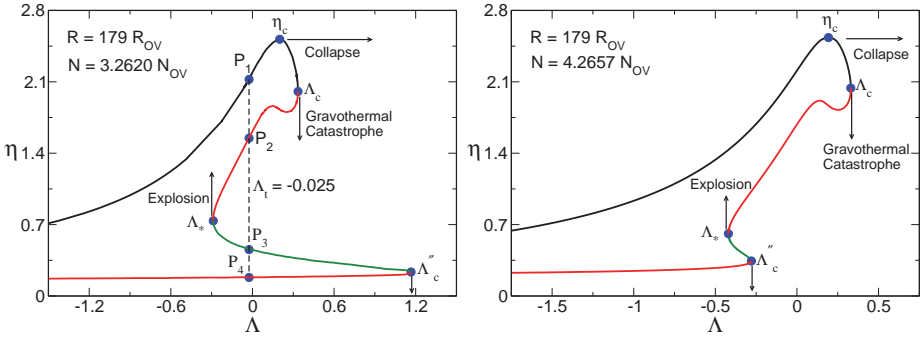 R = 179 R_OV
N = 3.2620 N_OV
η_c
Collapse
P_1
Λ_c
Gravothermal
Catastrophe
P_2
Explosion
Λ_t = -0.025
Λ_*
P_3
P_4
Λ″_c
2.8
2.1
1.4
0.7
0
η
-1.2
-0.6
0
0.6
1.2
Λ
R = 179 R_OV
N = 4.2657 N_OV
η_c
Collapse
Λ_c
Gravothermal
Catastrophe
Explosion
Λ_*
Λ″_c
2.8
2.1
1.4
0.7
0
η
-1.5
-1
-0.5
0
0.5
Λ